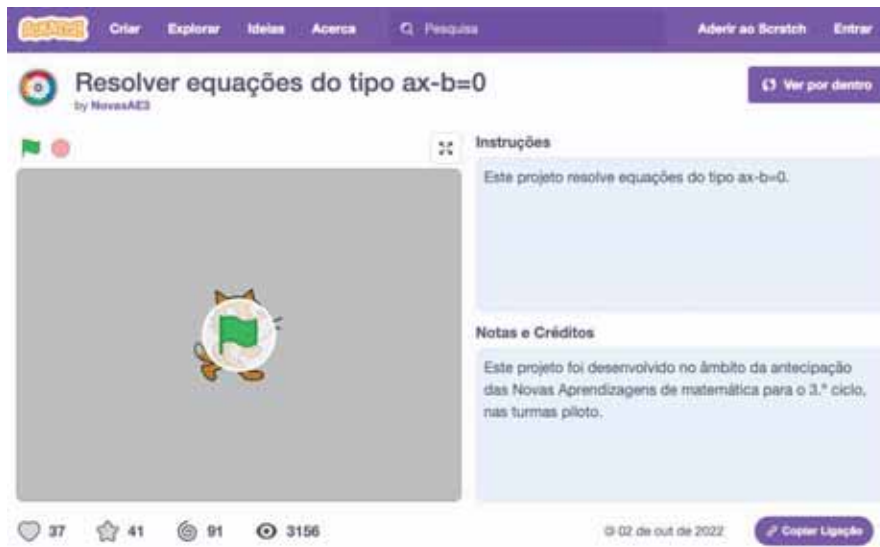 SCRATCH
Criar Explorar Ideias Acerca Pesquisa Aderir ao Scratch Entrar
Resolver equações do tipo ax-b=0
by NovasAE3
Ver por dentro
Instruções
Este projeto resolve equações do tipo ax-b=0.
Notas e Créditos
Este projeto foi desenvolvido no âmbito da antecipação
das Novas Aprendizagens de matemática para o 3.º ciclo,
nas turmas piloto.
37 41 91 3156
© 02 de out de 2022
Copiar Ligação